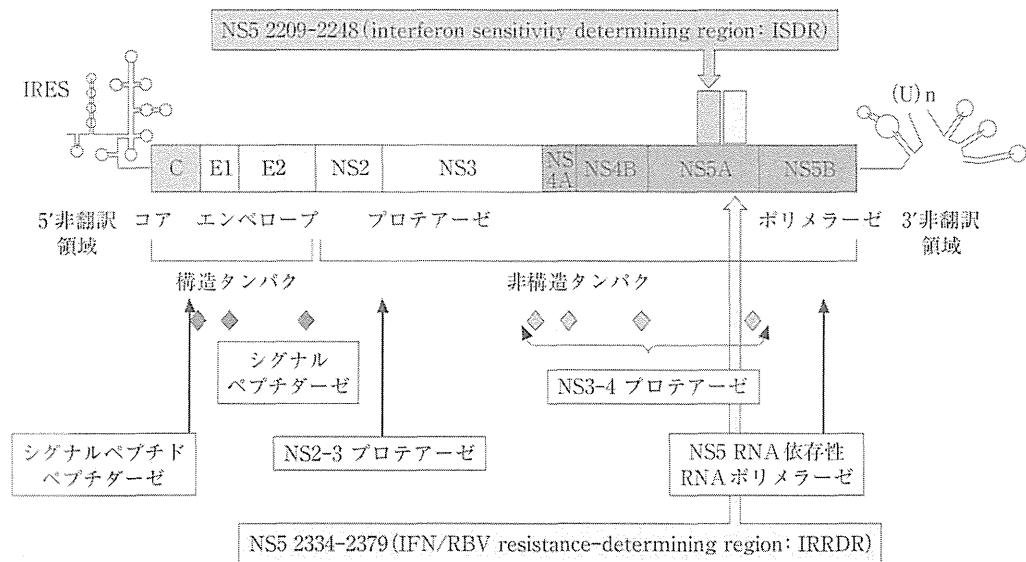 NS5 2209-2248(interferon sensitivity determining region: ISDR)
IRES
(U)n
C
E1
E2
NS2
NS3
NS
4A
NS4B
NS5A
NS5B
5′非翻訳
領域
コア
エンベロープ
プロテアーゼ
ポリメラーゼ
3′非翻訳
領域
構造タンパク
非構造タンパク
シグナル
ペプチダーゼ
NS3-4 プロテアーゼ
シグナルペプチド
ペプチダーゼ
NS2-3 プロテアーゼ
NS5 RNA依存性
RNAポリメラーゼ
NS5 2334-2379(IFN/RBV resistance-determining region: IRRDR)